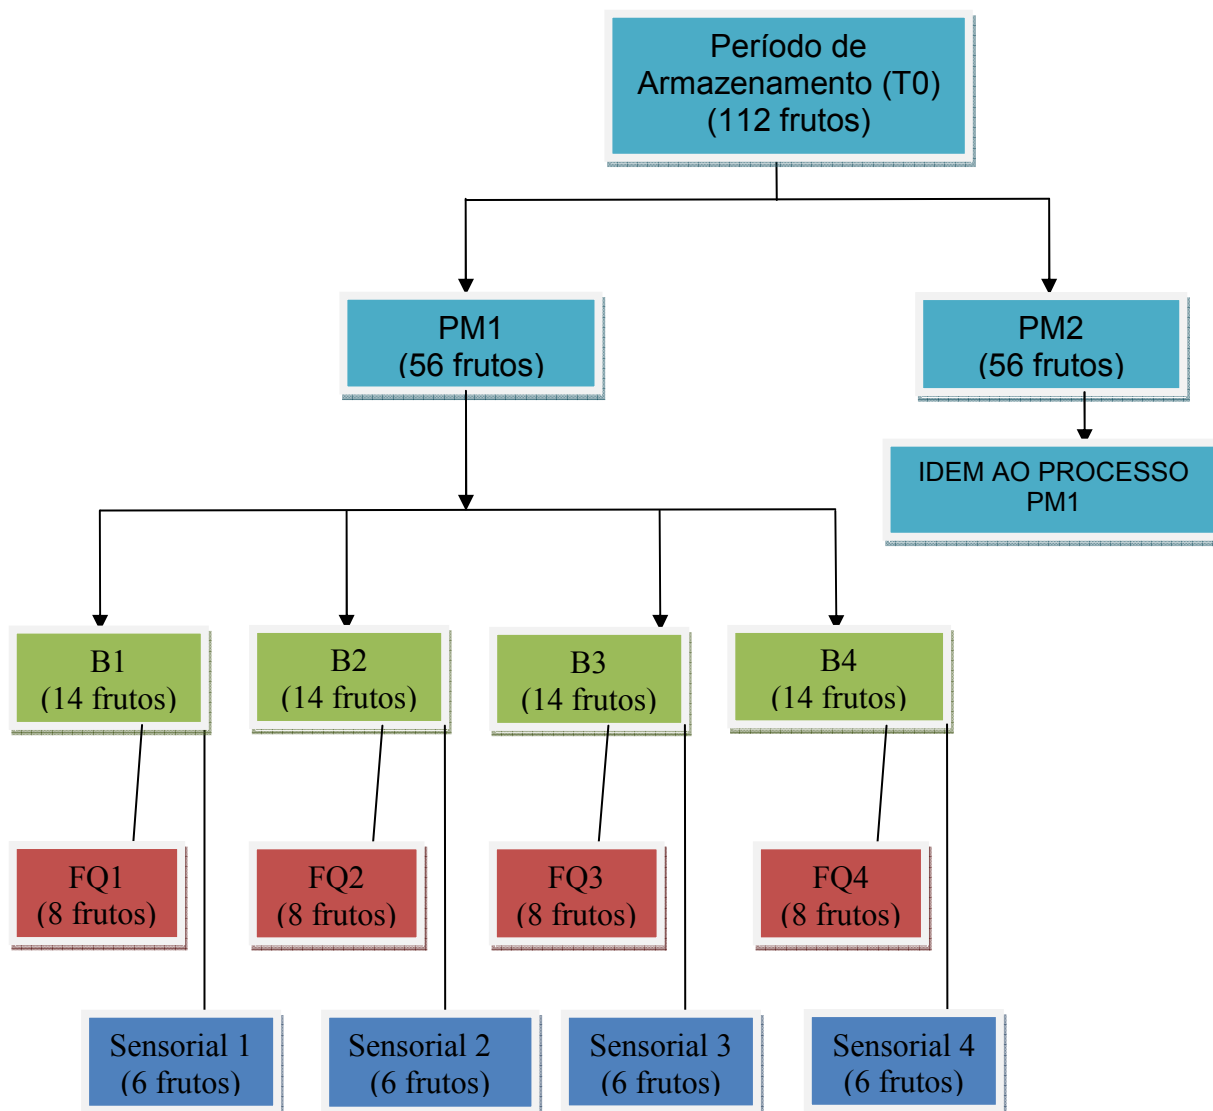 Período de
Armazenamento (T0)
(112 frutos)
PM1
(56 frutos)
PM2
(56 frutos)
IDEM AO PROCESSO
PM1
B1
(14 frutos)
B2
(14 frutos)
B3
(14 frutos)
B4
(14 frutos)
FQ1
(8 frutos)
FQ2
(8 frutos)
FQ3
(8 frutos)
FQ4
(8 frutos)
Sensorial 1
(6 frutos)
Sensorial 2
(6 frutos)
Sensorial 3
(6 frutos)
Sensorial 4
(6 frutos)